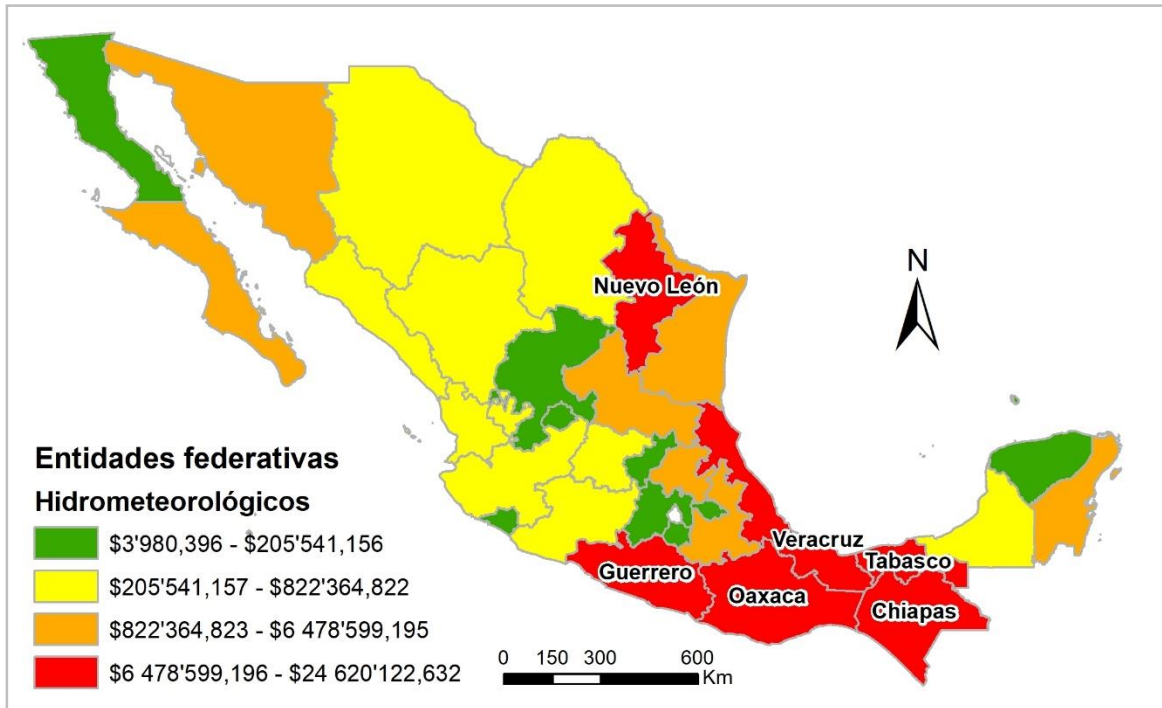 N
Nuevo León
Veracruz
Tabasco
Guerrero
Oaxaca
Chiapas
Entidades federativas
Hidrometeorológicos
$3'980,396 - $205'541,156
$205'541,157 - $822'364,822
$822'364,823 - $6 478'599,195
$6 478'599,196 - $24 620'122,632
0 150 300 600
Km